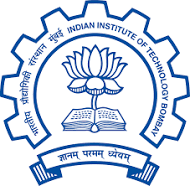 भारतीय प्रौद्योगिकी संस्थान मुंबई
INDIAN INSTITUTE OF TECHNOLOGY BOMBAY
ज्ञानम् परमम् ध्येयम्